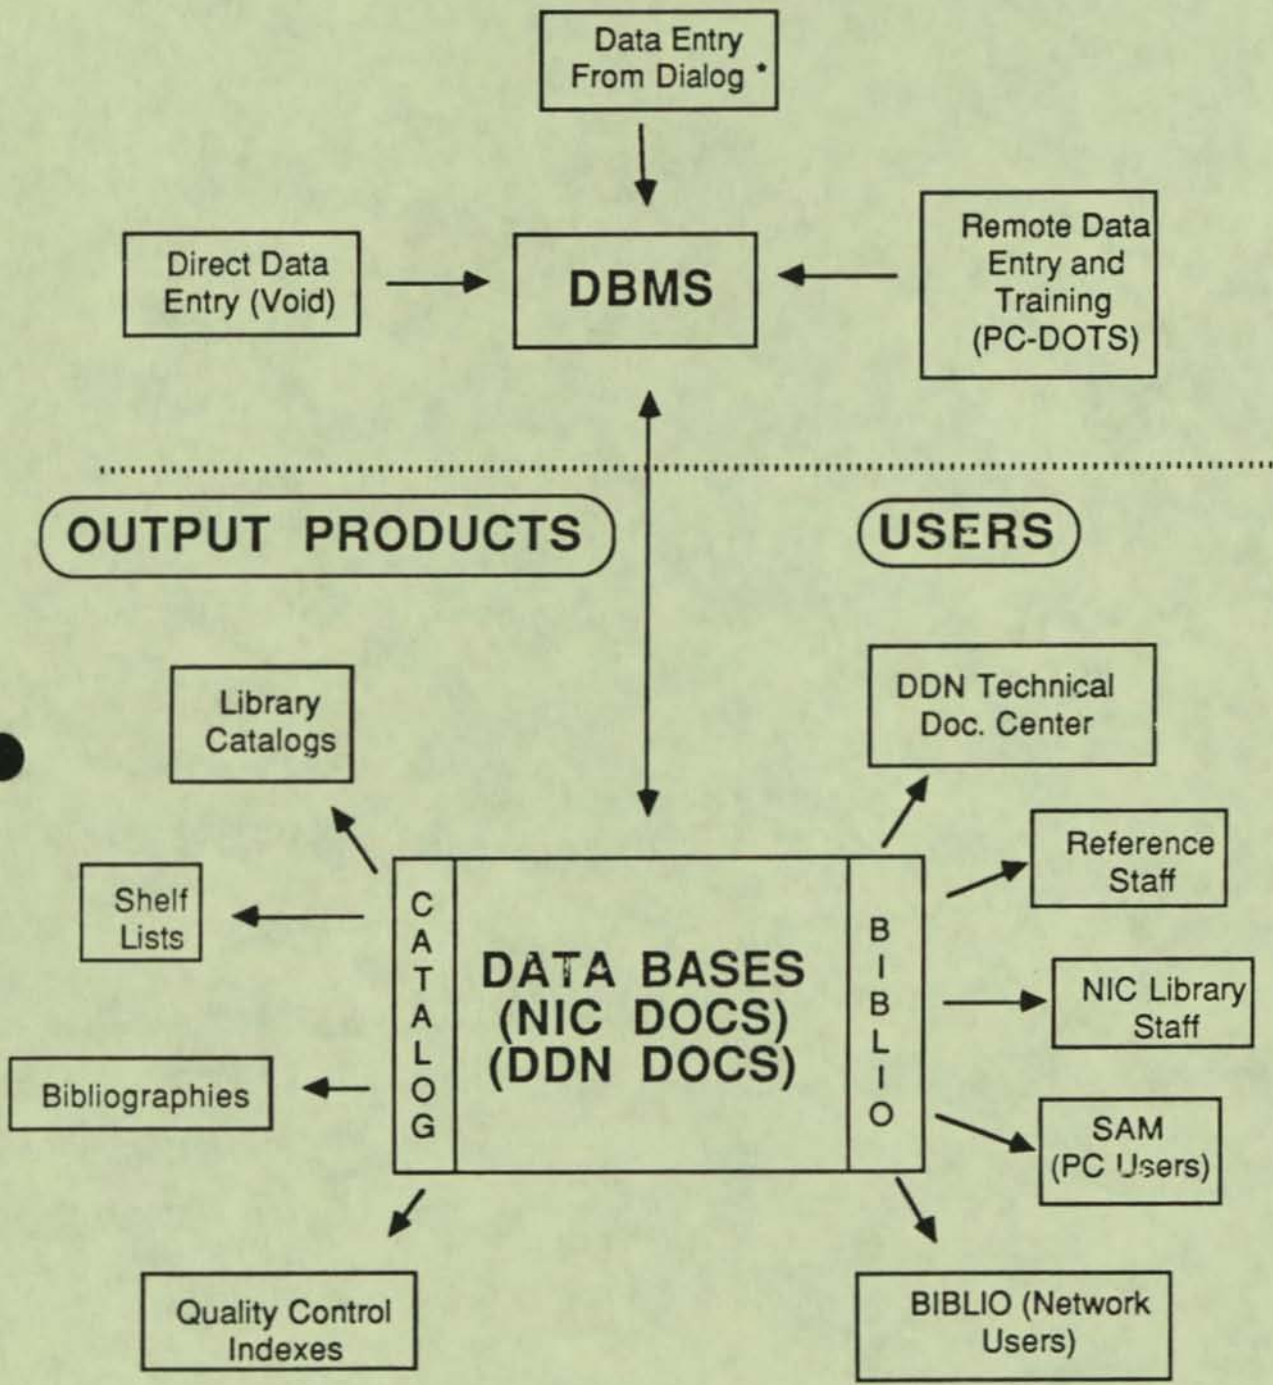 Data Entry
From Dialog *
Direct Data
Entry (Void)
DBMS
Remote Data
Entry and
Training
(PC-DOTS)
OUTPUT PRODUCTS
USERS
Library
Catalogs
DDN Technical
Doc. Center
Shelf
Lists
Reference
Staff
CATALOG
DATA BASES
(NIC DOCS)
(DDN DOCS)
BIBLIO
NIC Library
Staff
Bibliographies
SAM
(PC Users)
Quality Control
Indexes
BIBLIO (Network
Users)